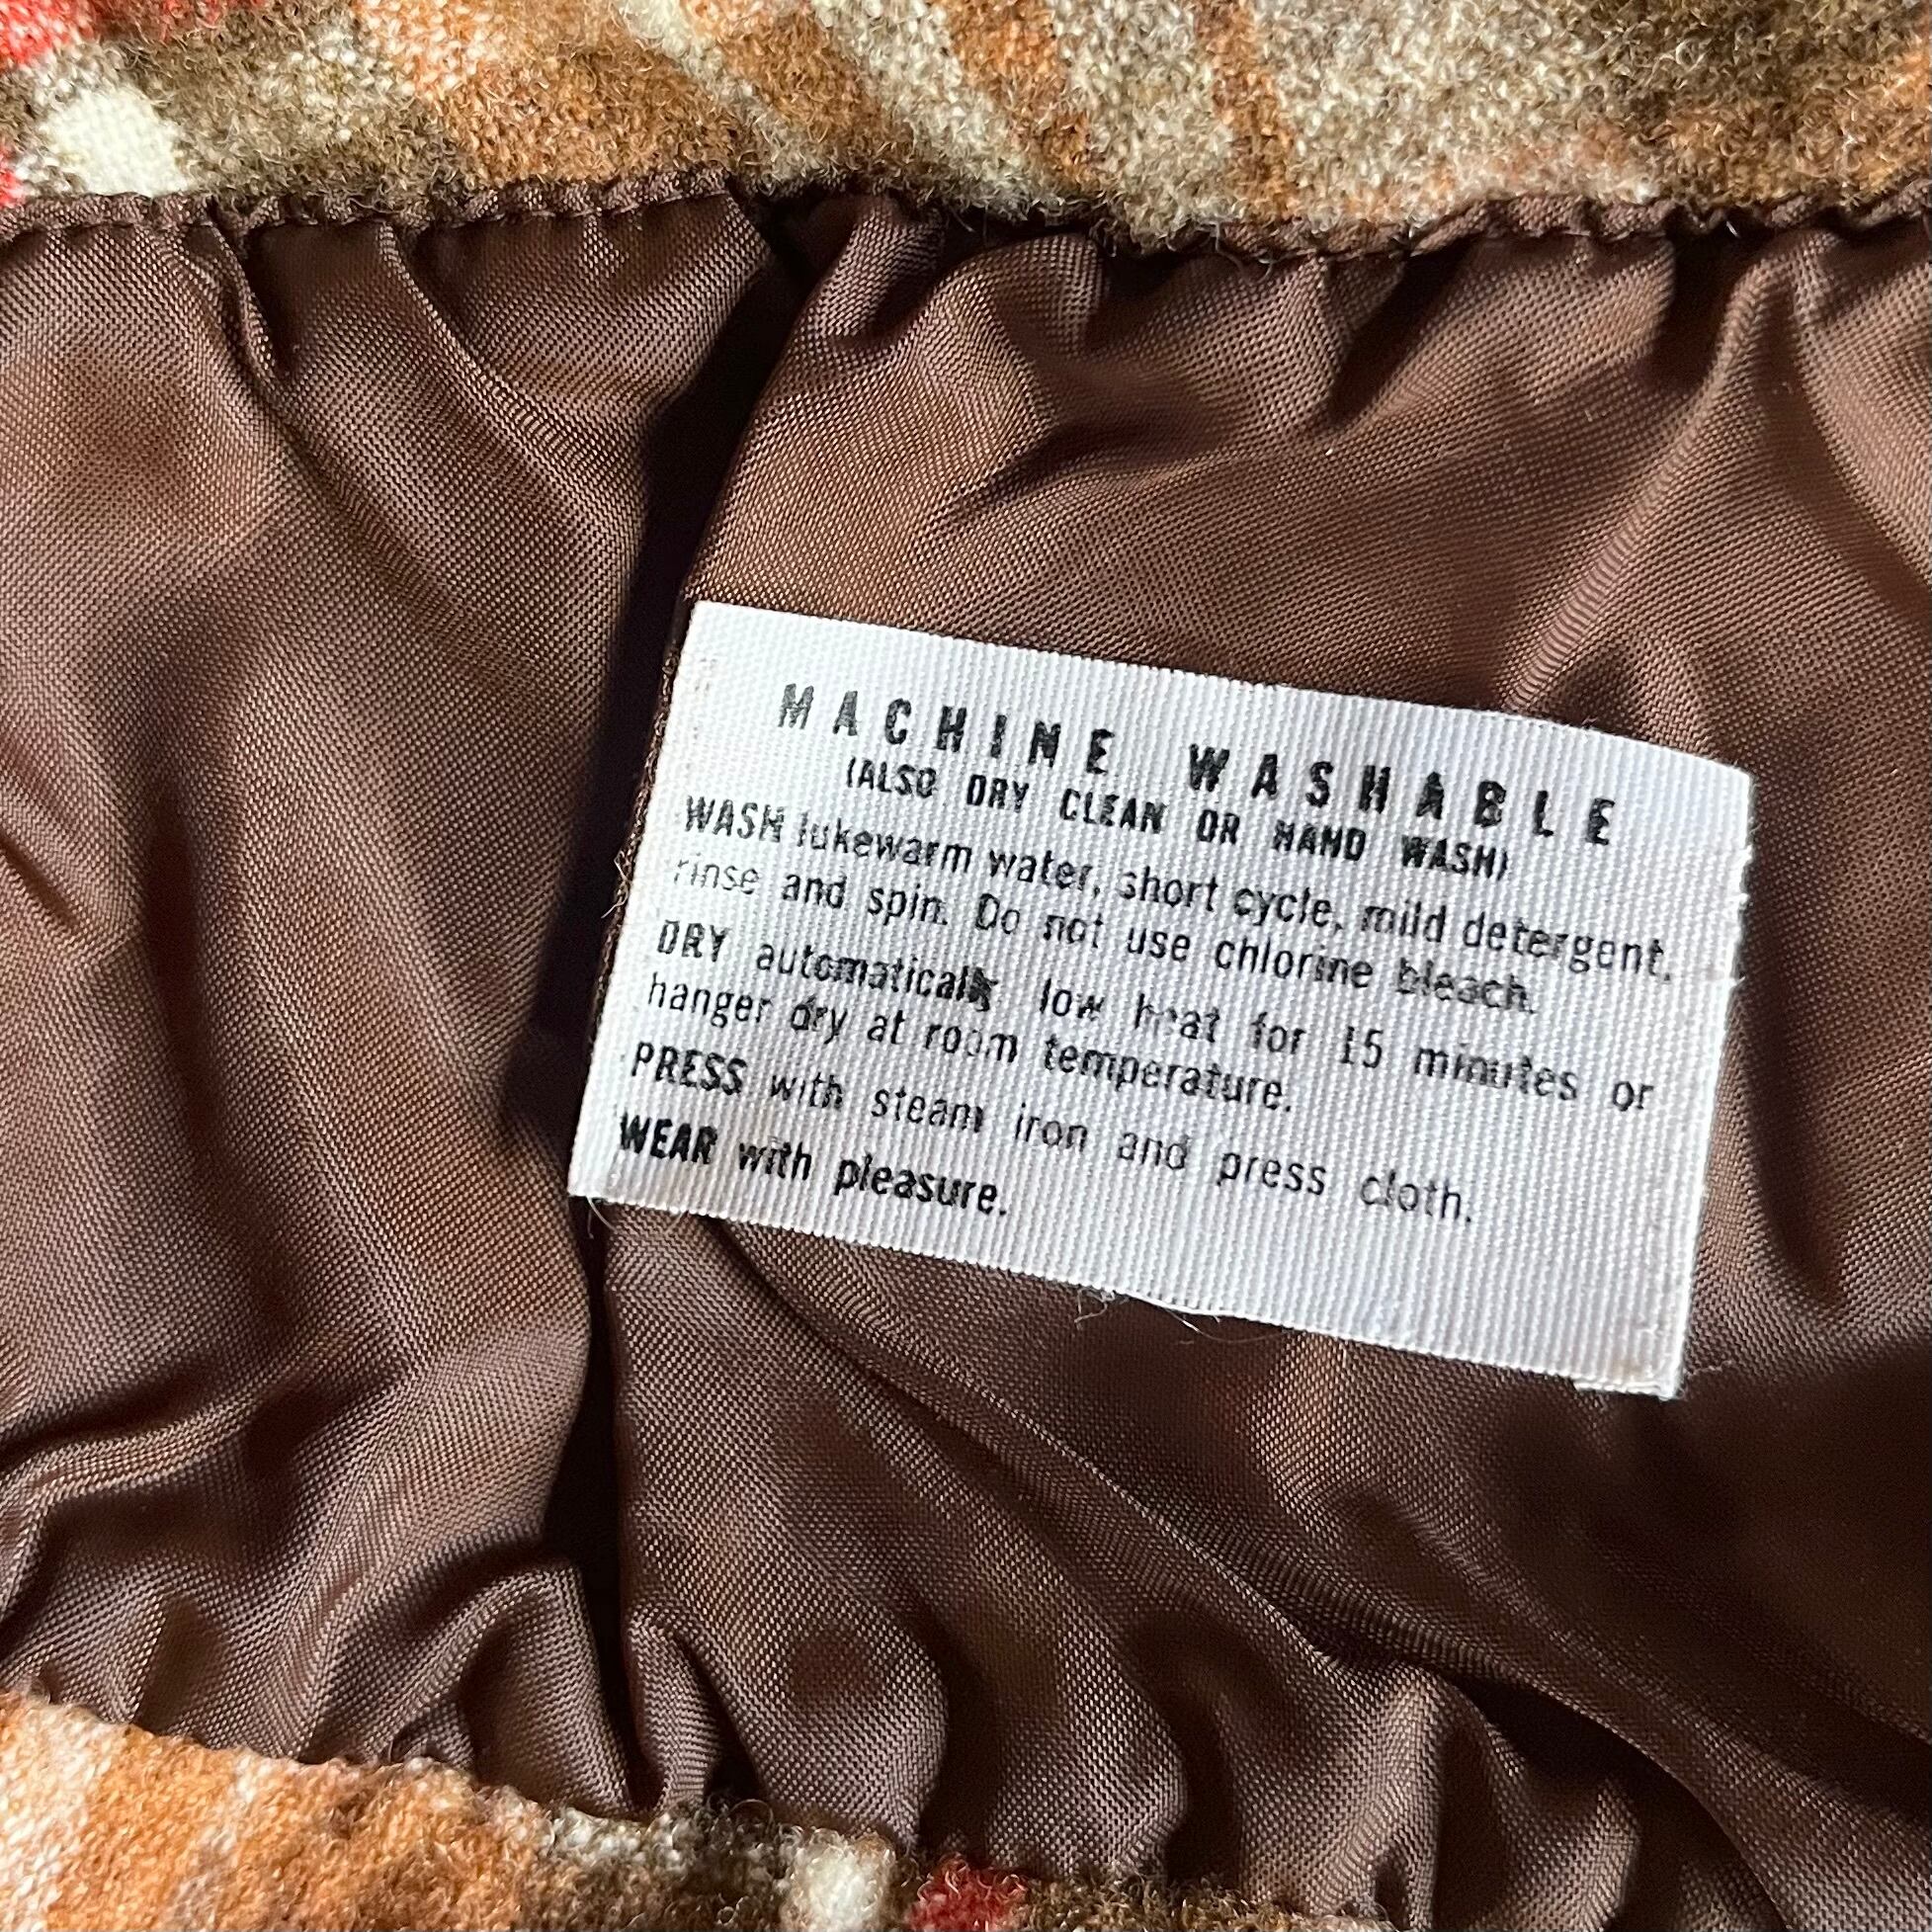 MACHINE WASHABLE
(ALSO DRY CLEAN OR HAND WASH)
WASH lukewarm water, short cycle, mild detergent,
rinse and spin. Do not use chlorine bleach.
DRY automatically low heat for 15 minutes or
hanger dry at room temperature.
PRESS with steam iron and press cloth.
WEAR with pleasure.